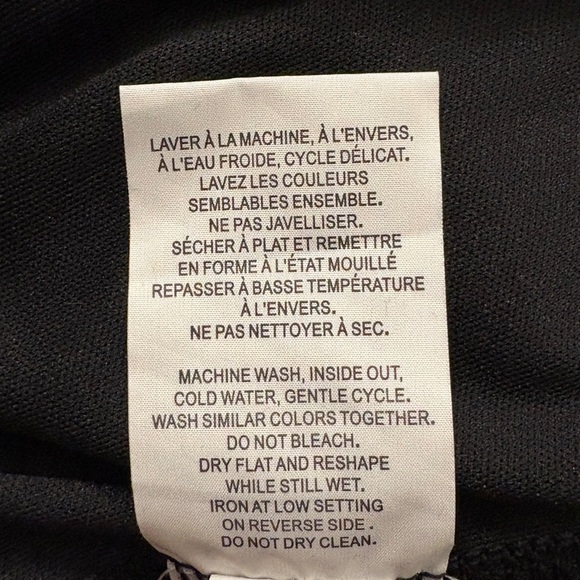 LAVER À LA MACHINE, À L'ENVERS,
À L'EAU FROIDE, CYCLE DÉLICAT.
LAVEZ LES COULEURS
SEMBLABLES ENSEMBLE.
NE PAS JAVELLISER.
SÉCHER À PLAT ET REMETTRE
EN FORME À L'ÉTAT MOUILLÉ
REPASSER À BASSE TEMPÉRATURE
À L'ENVERS.
NE PAS NETTOYER À SEC.
MACHINE WASH, INSIDE OUT,
COLD WATER, GENTLE CYCLE.
WASH SIMILAR COLORS TOGETHER.
DO NOT BLEACH.
DRY FLAT AND RESHAPE
WHILE STILL WET.
IRON AT LOW SETTING
ON REVERSE SIDE .
DO NOT DRY CLEAN.